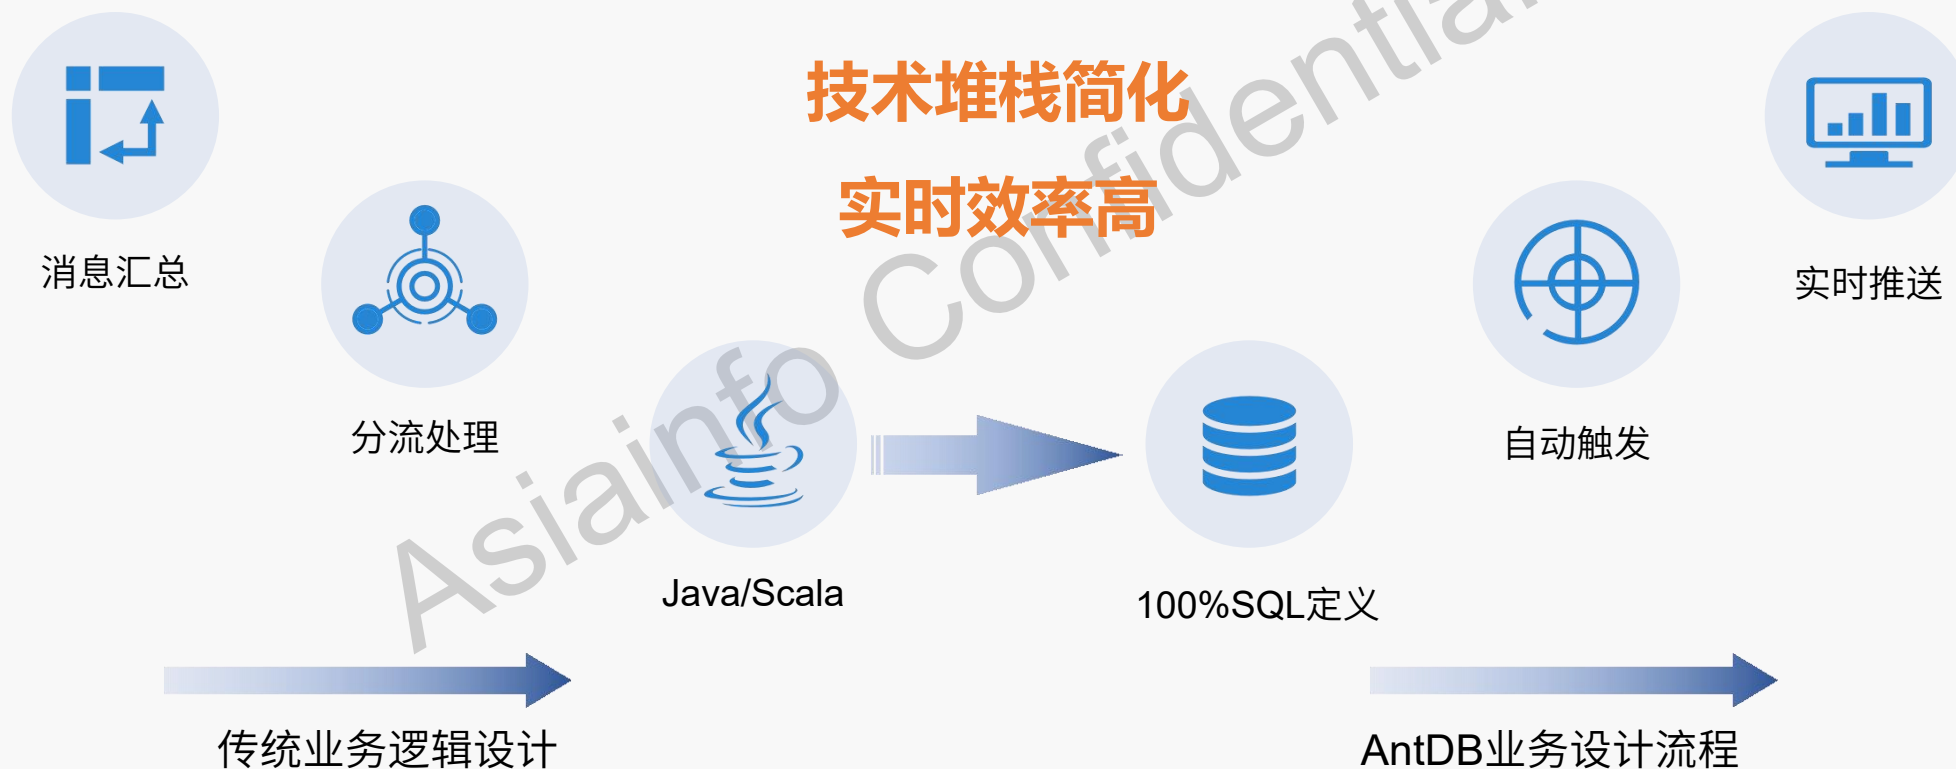 技术堆栈简化
实时效率高
消息汇总
分流处理
Java/Scala
100%SQL定义
自动触发
实时推送
传统业务逻辑设计
AntDB业务设计流程
Asiainfo Confidential